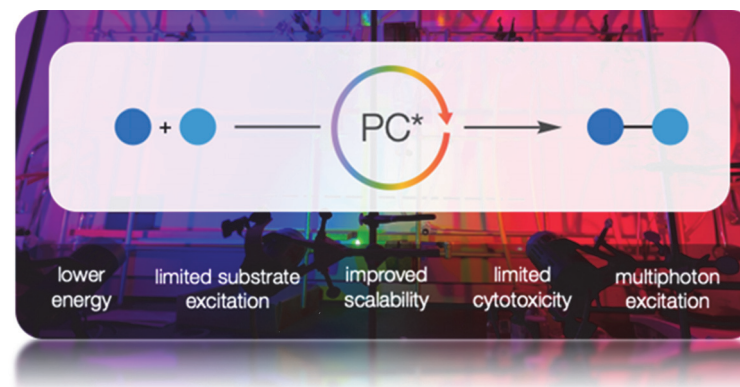 +
PC*
lower
energy
limited substrate
excitation
improved
scalability
limited
cytotoxicity
multiphoton
excitation